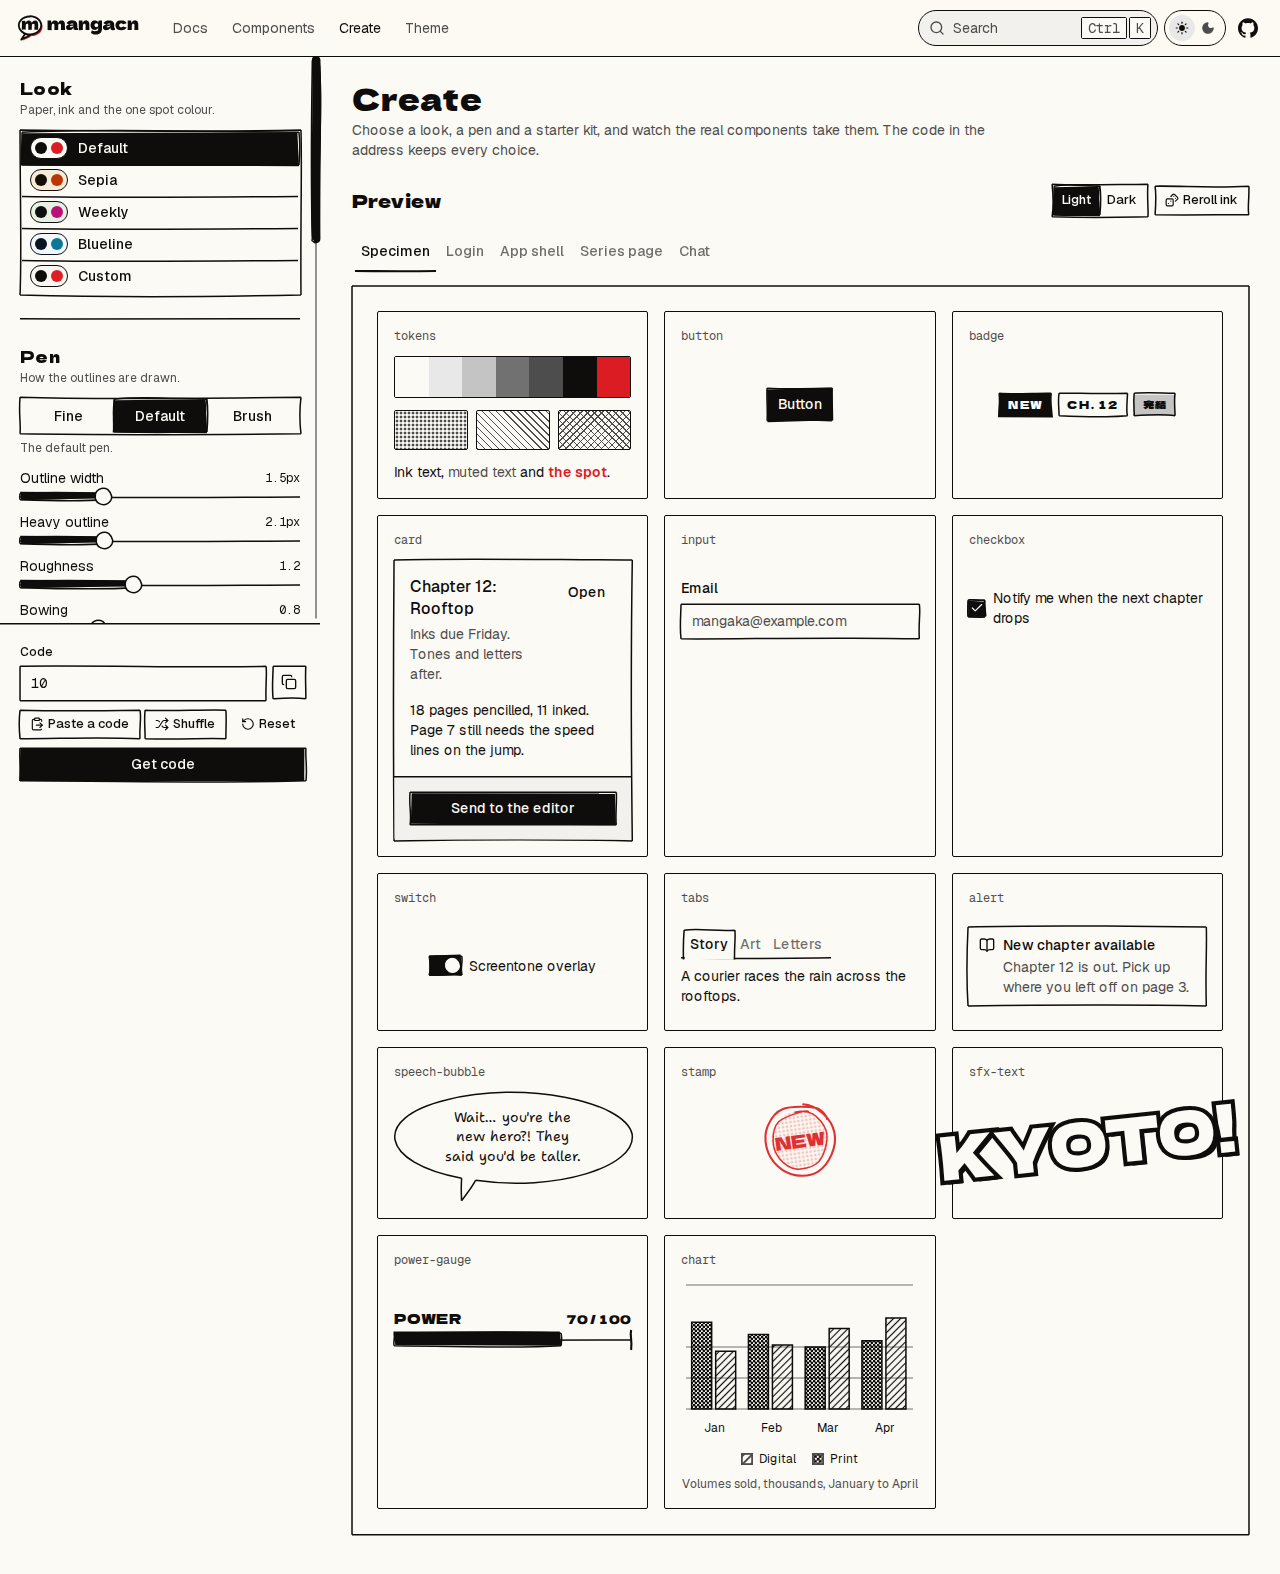 mangacn
Docs
Components
Create
Theme
Search
Ctrl
K
Look
Paper, ink and the one spot colour.
Default
Sepia
Weekly
Blueline
Custom
Pen
How the outlines are drawn.
Fine
Default
Brush
The default pen.
Outline width 1.5px
Heavy outline 2.1px
Roughness 1.2
Bowing 0.8
Code
10
Paste a code
Shuffle
Reset
Get code
Create
Choose a look, a pen and a starter kit, and watch the real components take them. The code in the
address keeps every choice.
Preview
Light
Dark
Reroll ink
Specimen
Login
App shell
Series page
Chat
tokens
Ink text, muted text and the spot.
button
Button
badge
NEW
CH. 12
完結
card
Chapter 12:
Rooftop
Open
Inks due Friday.
Tones and letters
after.
18 pages pencilled, 11 inked.
Page 7 still needs the speed
lines on the jump.
Send to the editor
input
Email
mangaka@example.com
checkbox
Notify me when the next chapter
drops
switch
Screentone overlay
tabs
Story
Art
Letters
A courier races the rain across the
rooftops.
alert
New chapter available
Chapter 12 is out. Pick up
where you left off on page 3.
speech-bubble
Wait... you're the
new hero?! They
said you'd be taller.
stamp
NEW
sfx-text
KYOTO!
power-gauge
POWER 70/100
chart
Jan
Feb
Mar
Apr
Digital
Print
Volumes sold, thousands, January to April